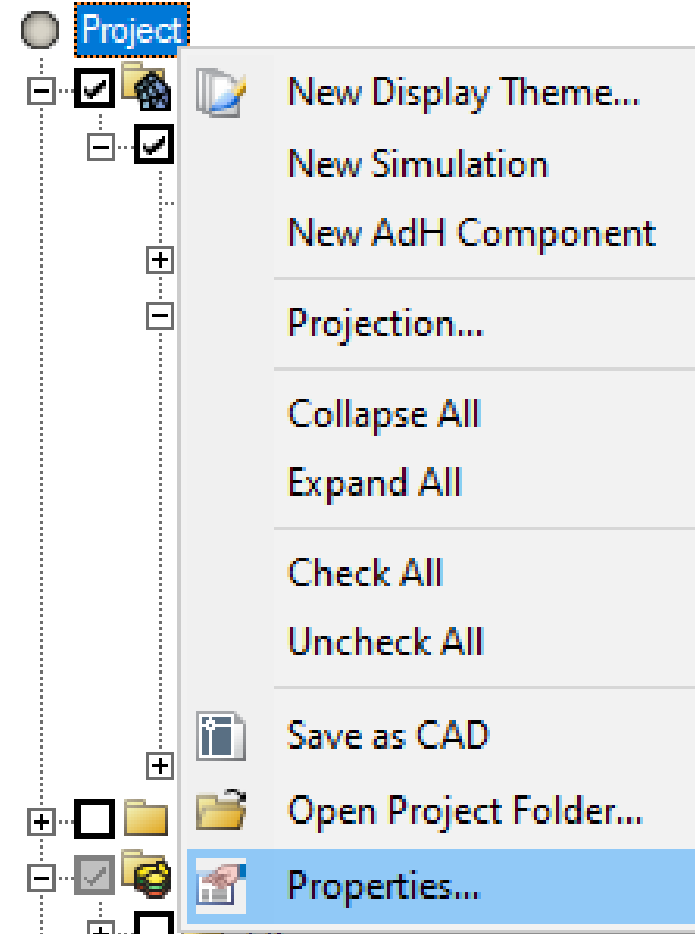 Project
New Display Theme...
New Simulation
New AdH Component
Projection...
Collapse All
Expand All
Check All
Uncheck All
Save as CAD
Open Project Folder...
Properties...